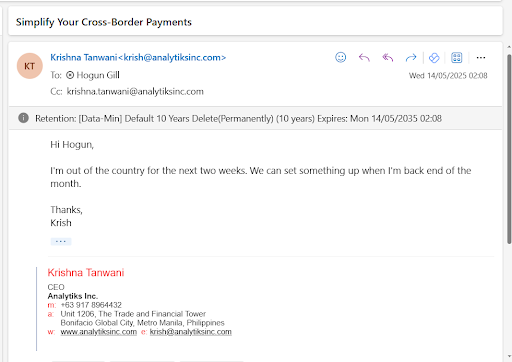 Simplify Your Cross-Border Payments
KT
Krishna Tanwani<krish@analytiksinc.com>
To: Hogun Gill
Wed 14/05/2025 02:08
Cc: krishna.tanwani@analytiksinc.com
Retention: [Data-Min] Default 10 Years Delete(Permanently) (10 years) Expires: Mon 14/05/2035 02:08
Hi Hogun,
I'm out of the country for the next two weeks. We can set something up when I'm back end of the
month.
Thanks,
Krish
...
Krishna Tanwani
CEO
Analytiks Inc.
m: +63 917 8964432
a: Unit 1206, The Trade and Financial Tower
Bonifacio Global City, Metro Manila, Philippines
w: www.analytiksinc.com e: krish@analytiksinc.com